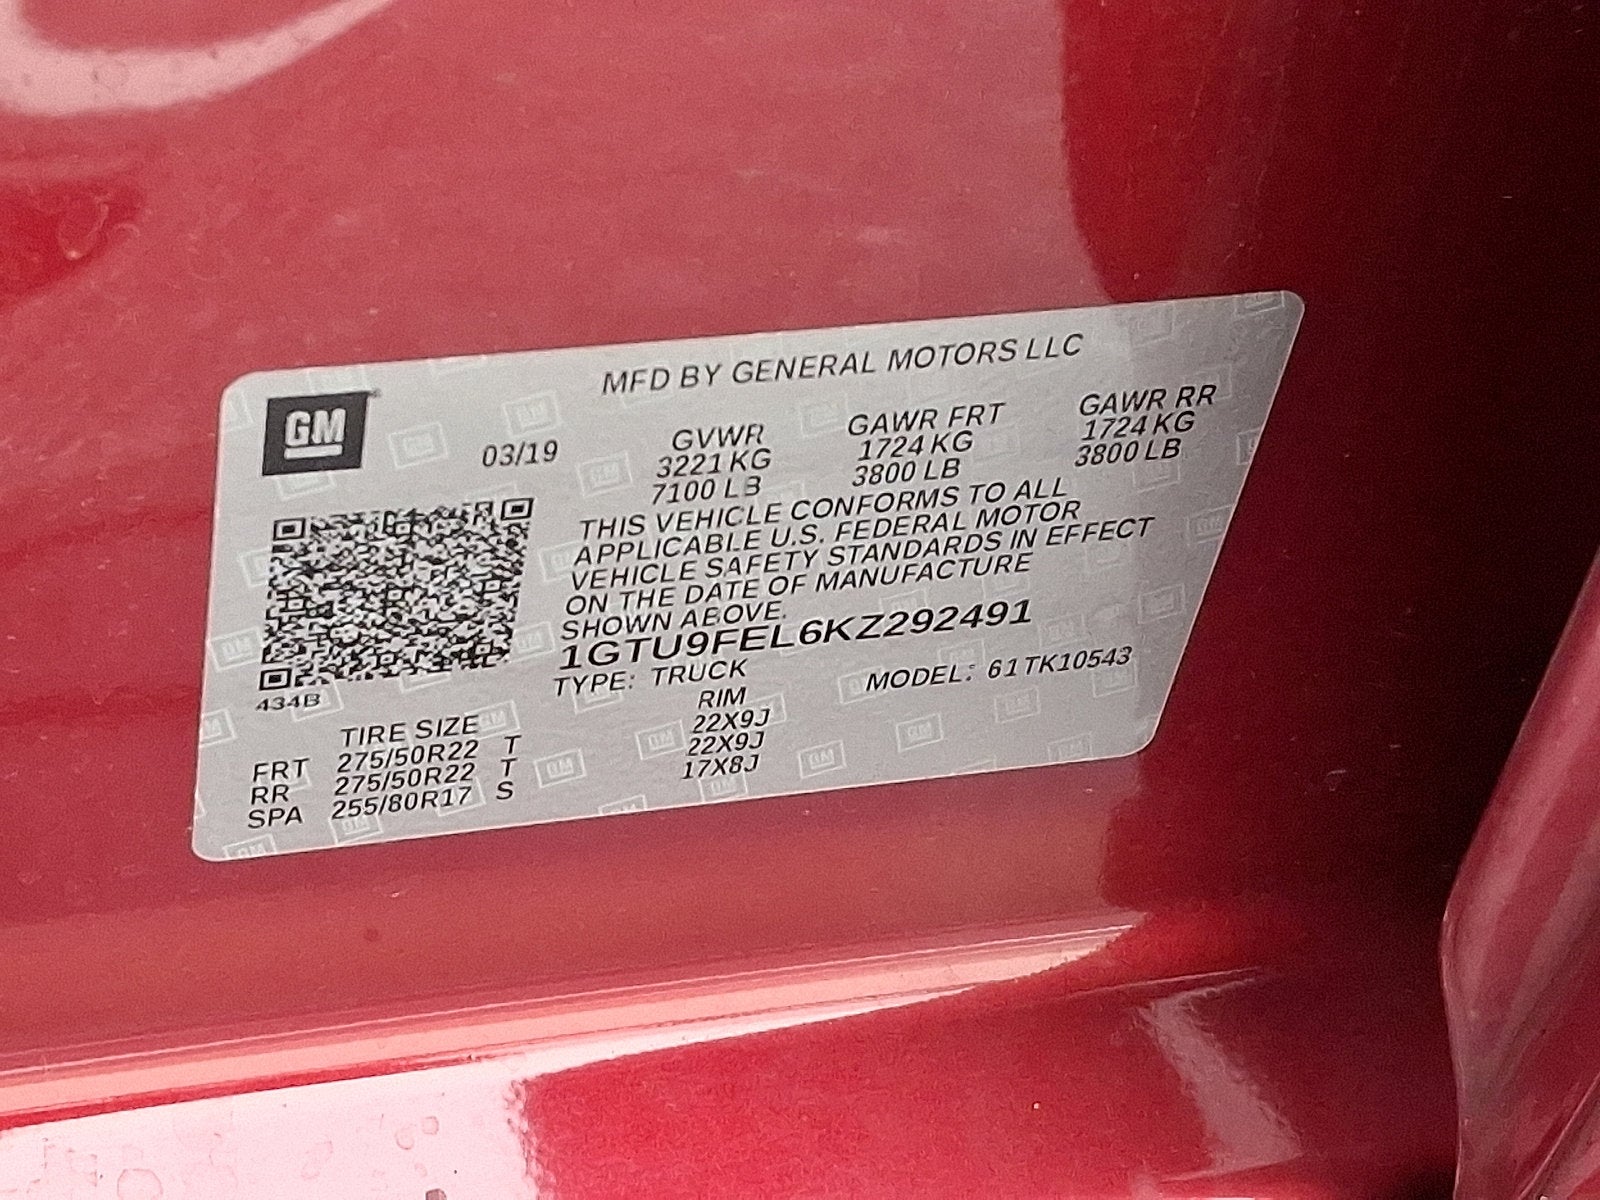 MFD BY GENERAL MOTORS LLC
GM
03/19
GVWR GAWR FRT GAWR RR
3221 KG 1724 KG 1724 KG
7100 LB 3800 LB 3800 LB
THIS VEHICLE CONFORMS TO ALL
APPLICABLE U.S. FEDERAL MOTOR
VEHICLE SAFETY STANDARDS IN EFFECT
ON THE DATE OF MANUFACTURE
SHOWN ABOVE.
1GTU9FEL6KZ292491
TYPE: TRUCK MODEL: 61TK10543
434B
TIRE SIZE RIM
FRT 275/50R22 T 22X9J
RR 275/50R22 T 22X9J
SPA 255/80R17 S 17X8J